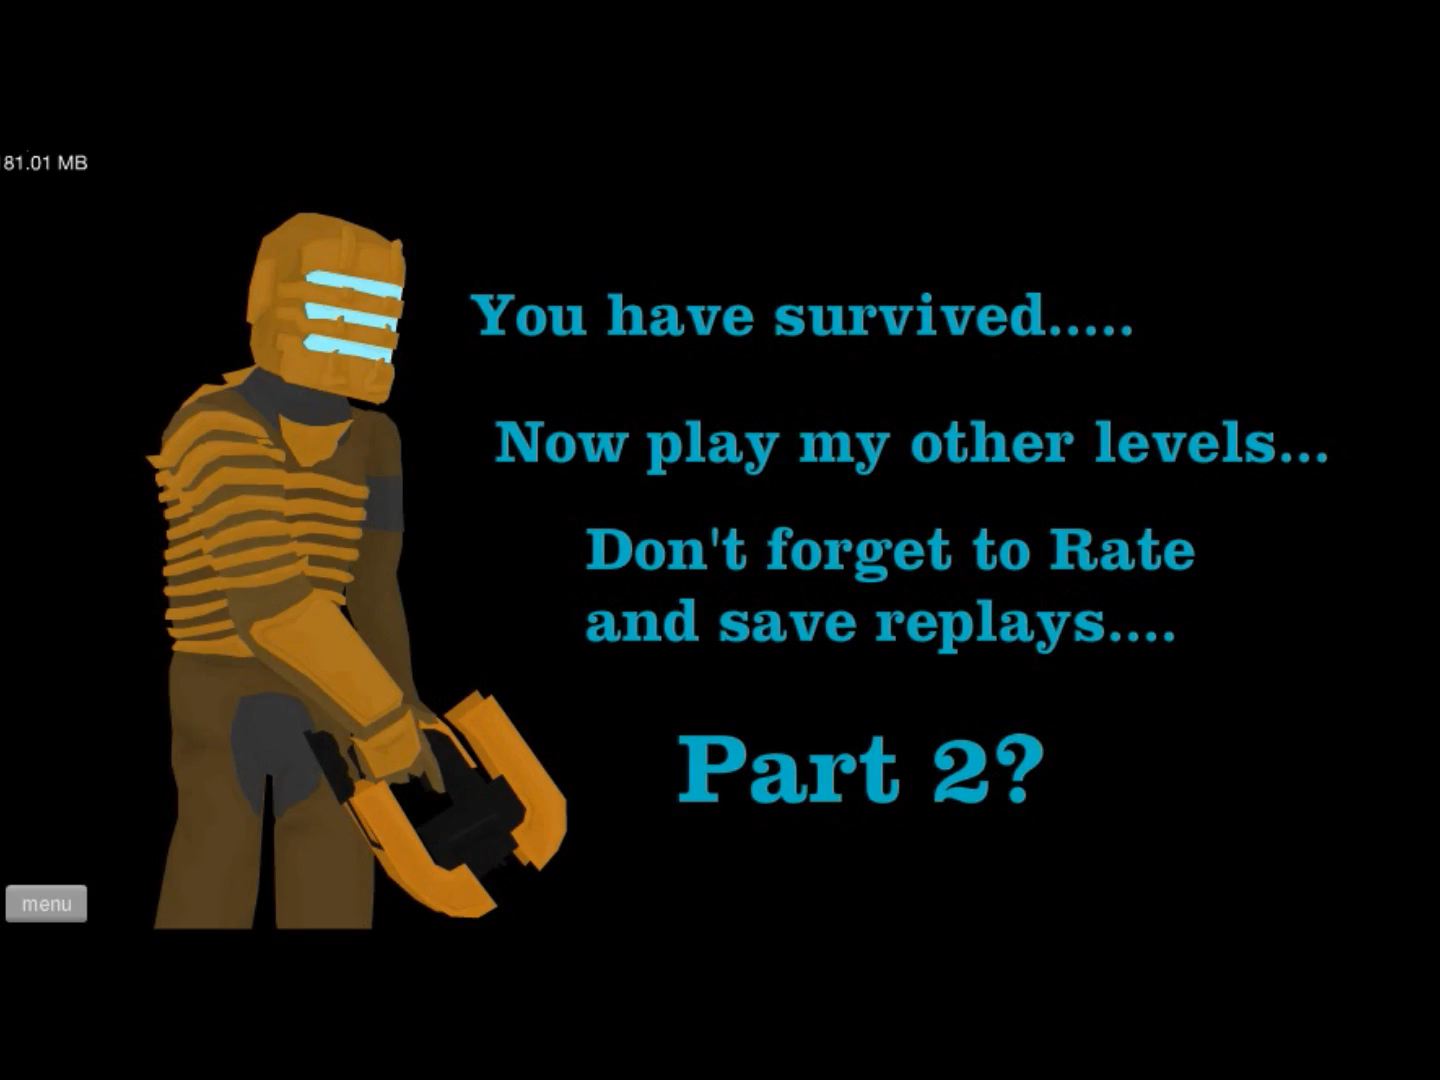 81.01 MB
You have survived.....
Now play my other levels...
Don't forget to Rate
and save replays....
Part 2?
menu